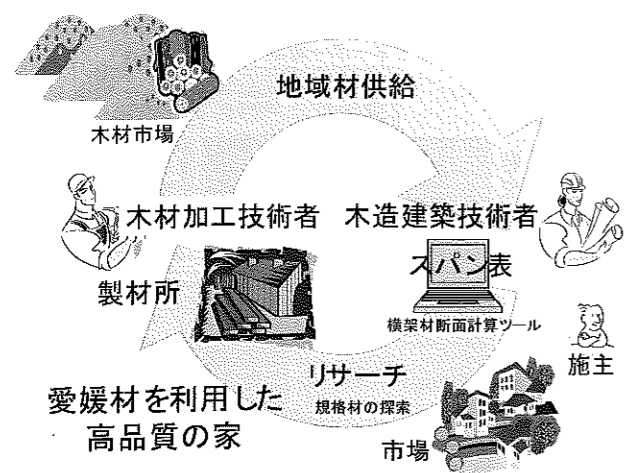 地域材供給
木材市場
木材加工技術者
木造建築技術者
製材所
スパン表
横架材断面計算ツール
施主
リサーチ
規格材の探索
愛媛材を利用した
高品質の家
市場